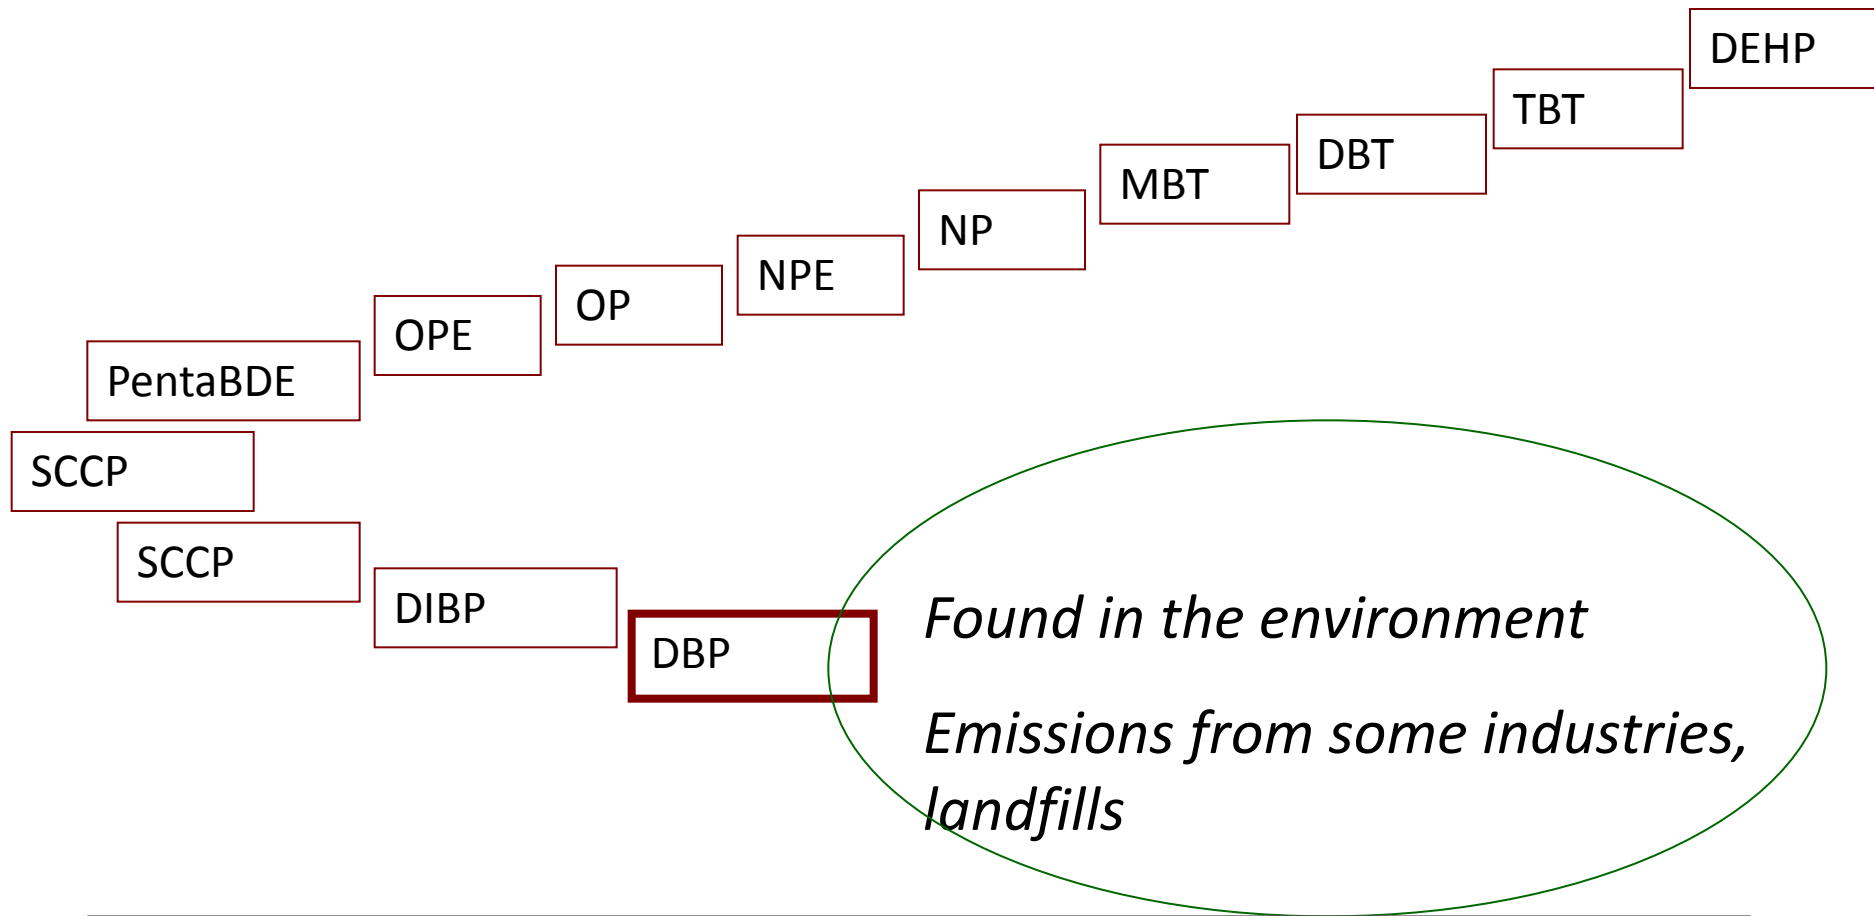 DEHP
TBT
DBT
MBT
NP
NPE
OP
OPE
PentaBDE
SCCP
SCCP
DIBP
DBP
Found in the environment
Emissions from some industries,
landfills